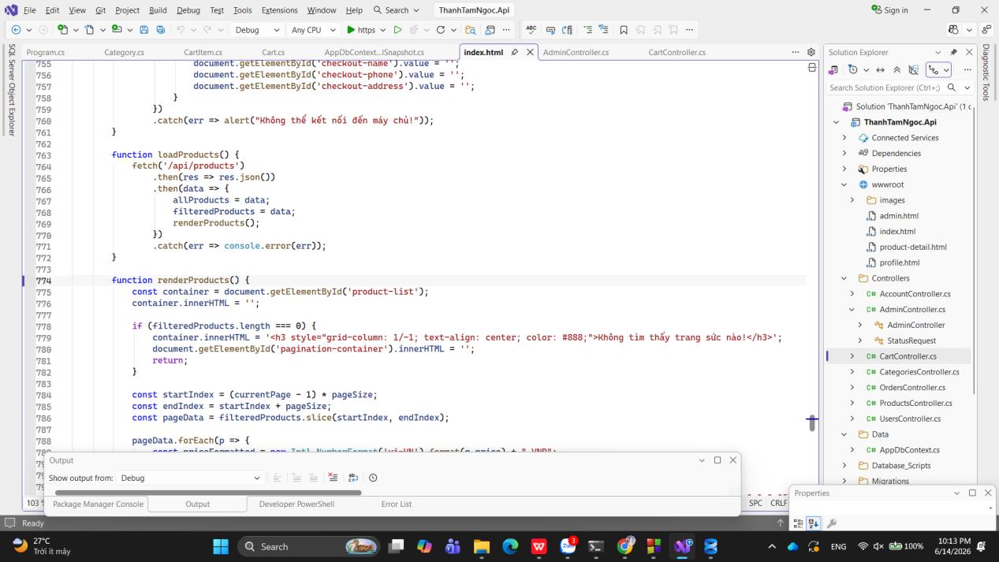 File Edit View Git Project Build Debug Test Tools Extensions Window Help Search ThanhTamNgoc.Api Sign in
Debug Any CPU https
SQL Server Object Explorer
Program.cs Category.cs CartItem.cs Cart.cs AppDbContext...lSnapshot.cs index.html AdminController.cs CartController.cs
755 document.getElementById('checkout-name').value = '';
756 document.getElementById('checkout-phone').value = '';
757 document.getElementById('checkout-address').value = '';
758 }
759 })
760 .catch(err => alert("Không thể kết nối đến máy chủ!"));
761 }
762
763 function loadProducts() {
764 fetch('/api/products')
765 .then(res => res.json())
766 .then(data => {
767 allProducts = data;
768 filteredProducts = data;
769 renderProducts();
770 })
771 .catch(err => console.error(err));
772 }
773
774 function renderProducts() {
775 const container = document.getElementById('product-list');
776 container.innerHTML = '';
777
778 if (filteredProducts.length === 0) {
779 container.innerHTML = '<h3 style="grid-column: 1/-1; text-align: center; color: #888;">Không tìm thấy trang sức nào!</h3>';
780 document.getElementById('pagination-container').innerHTML = '';
781 return;
782 }
783
784 const startIndex = (currentPage - 1) * pageSize;
785 const endIndex = startIndex + pageSize;
786 const pageData = filteredProducts.slice(startIndex, endIndex);
787
788 pageData.forEach(p => {
const priceFormatted = new Intl.NumberFormat('vi-VN').format(p.price) + " VNĐ";
103 %
SPC CRLF
Output
Show output from: Debug
Package Manager Console Output Developer PowerShell Error List
Solution Explorer
Search Solution Explorer (Ctrl+;)
Solution 'ThanhTamNgoc.Api' (1 c
ThanhTamNgoc.Api
Connected Services
Dependencies
Properties
wwwroot
images
admin.html
index.html
product-detail.html
profile.html
Controllers
C# AccountController.cs
C# AdminController.cs
AdminController
StatusRequest
C# CartController.cs
C# CategoriesController.cs
C# OrdersController.cs
C# ProductsController.cs
C# UsersController.cs
Data
C# AppDbContext.cs
Database_Scripts
Migrations
Properties
Diagnostic Tools
Ready
27°C
Trời ít mây
Search
Zalo 3
ENG 100%
10:13 PM
6/14/2026